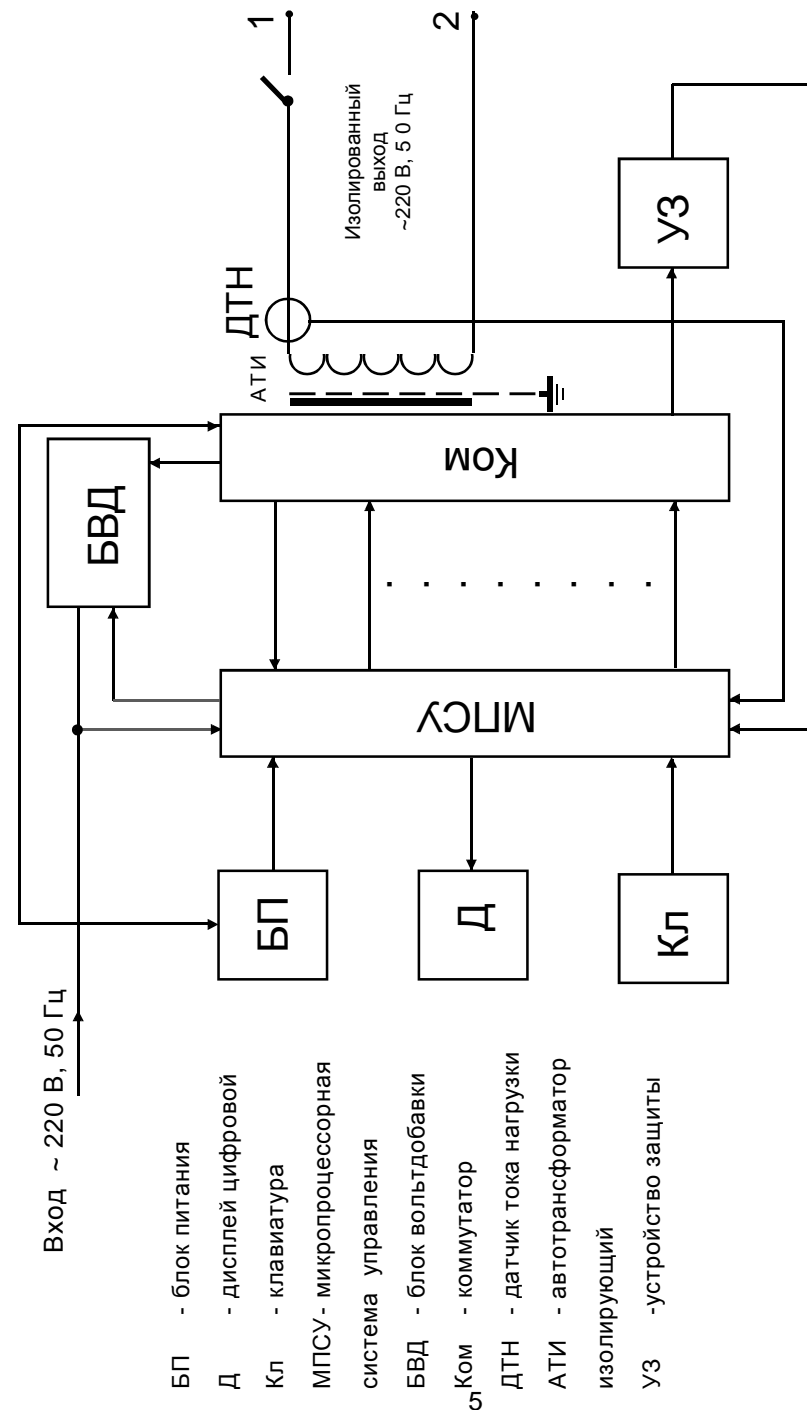 Вход ~ 220 В, 50 Гц
БВД
АТИ
ДТН
1
Изолированный
выход
~220 В, 5 0 Гц
2
БП
МПСУ
Ком
Д
Кл
УЗ
БП - блок питания
Д - дисплей цифровой
Кл - клавиатура
МПСУ - микропроцессорная
система управления
БВД - блок вольтдобавки
Ком - коммутатор
ДТН - датчик тока нагрузки
АТИ - автотрансформатор
изолирующий
УЗ -устройство защиты
5